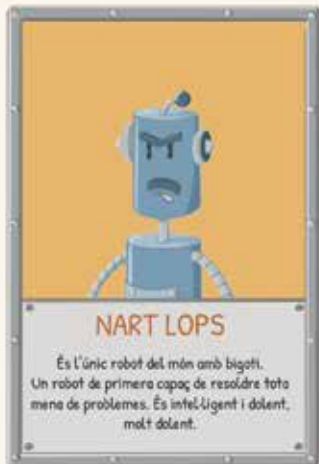 NART LOPS
És l'únic robot del món amb bigoti.
Un robot de primera capaç de resoldre tota
mena de problemes. És intel·ligent i dolent,
molt dolent.